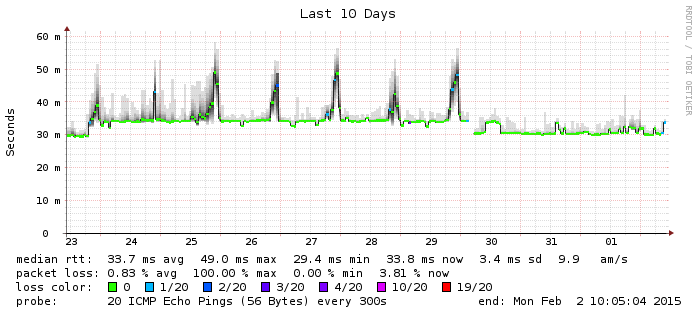 Last 10 Days
RRDTOOL / TOBI OETIKER
Seconds
60 m
50 m
40 m
30 m
20 m
10 m
0
23 24 25 26 27 28 29 30 31 01
median rtt: 33.7 ms avg 49.0 ms max 29.4 ms min 33.8 ms now 3.4 ms sd 9.9 am/s
packet loss: 0.83 % avg 100.00 % max 0.00 % min 3.81 % now
loss color: 0 1/20 2/20 3/20 4/20 10/20 19/20
probe: 20 ICMP Echo Pings (56 Bytes) every 300s end: Mon Feb 2 10:05:04 2015